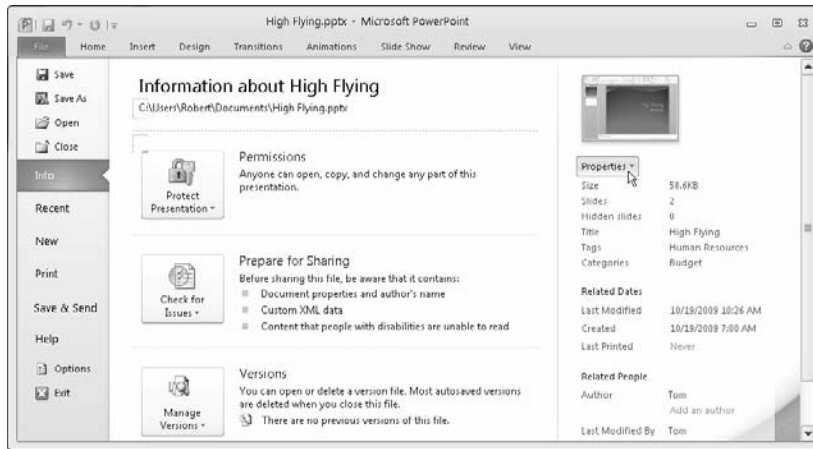 High Flying.pptx - Microsoft PowerPoint
File Home Insert Design Transitions Animations Slide Show Review View
Save
Save As
Open
Close
Info
Recent
New
Print
Save & Send
Help
Options
Exit
Information about High Flying
C:\Users\Robert\Documents\High Flying.pptx
Protect
Presentation
Permissions
Anyone can open, copy, and change any part of this
presentation.
Check for
Issues
Prepare for Sharing
Before sharing this file, be aware that it contains:
Document properties and author's name
Custom XML data
Content that people with disabilities are unable to read
Manage
Versions
Versions
You can open or delete a version file. Most autosaved versions
are deleted when you close this file.
There are no previous versions of this file.
Properties
Size 58.6KB
Slides 2
Hidden slides 0
Title High Flying
Tags Human Resources
Categories Budget
Related Dates
Last Modified 10/19/2009 10:26 AM
Created 10/19/2009 7:00 AM
Last Printed Never
Related People
Author Tom
Add an author
Last Modified By Tom